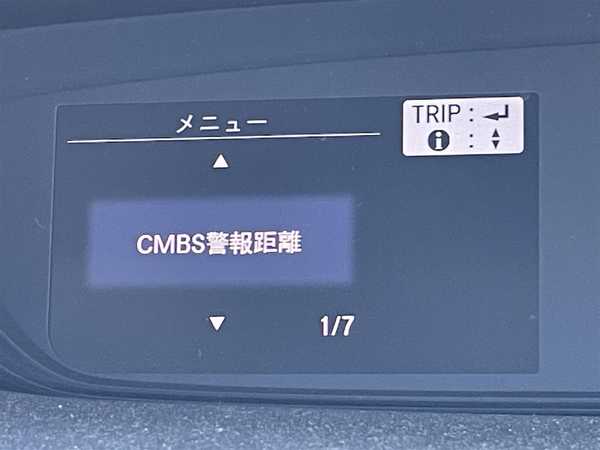 メニュー
TRIP : ↵
ℹ : ♦
▲
CMBS警報距離
▼
1/7